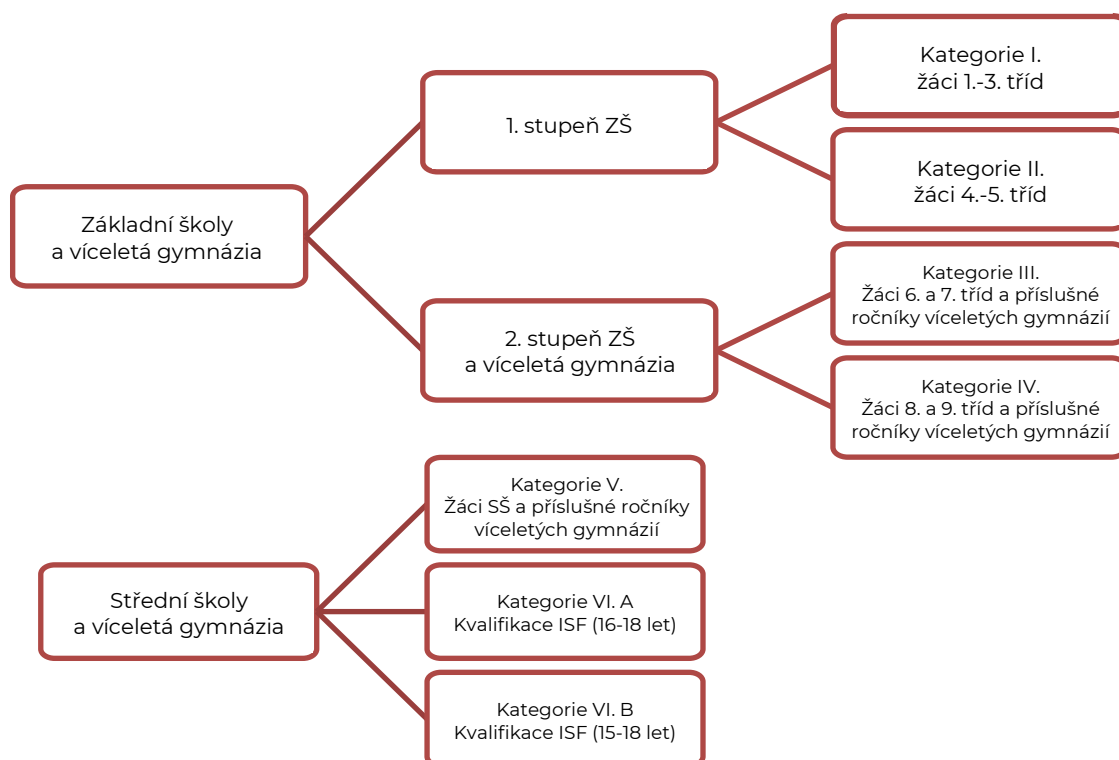 Základní školy
a víceletá gymnázia
1. stupeň ZŠ
Kategorie I.
žáci 1.-3. tříd
Kategorie II.
žáci 4.-5. tříd
2. stupeň ZŠ
a víceletá gymnázia
Kategorie III.
Žáci 6. a 7. tříd a příslušné
ročníky víceletých gymnázií
Kategorie IV.
Žáci 8. a 9. tříd a příslušné
ročníky víceletých gymnázií
Střední školy
a víceletá gymnázia
Kategorie V.
Žáci SŠ a příslušné ročníky
víceletých gymnázií
Kategorie VI. A
Kvalifikace ISF (16-18 let)
Kategorie VI. B
Kvalifikace ISF (15-18 let)